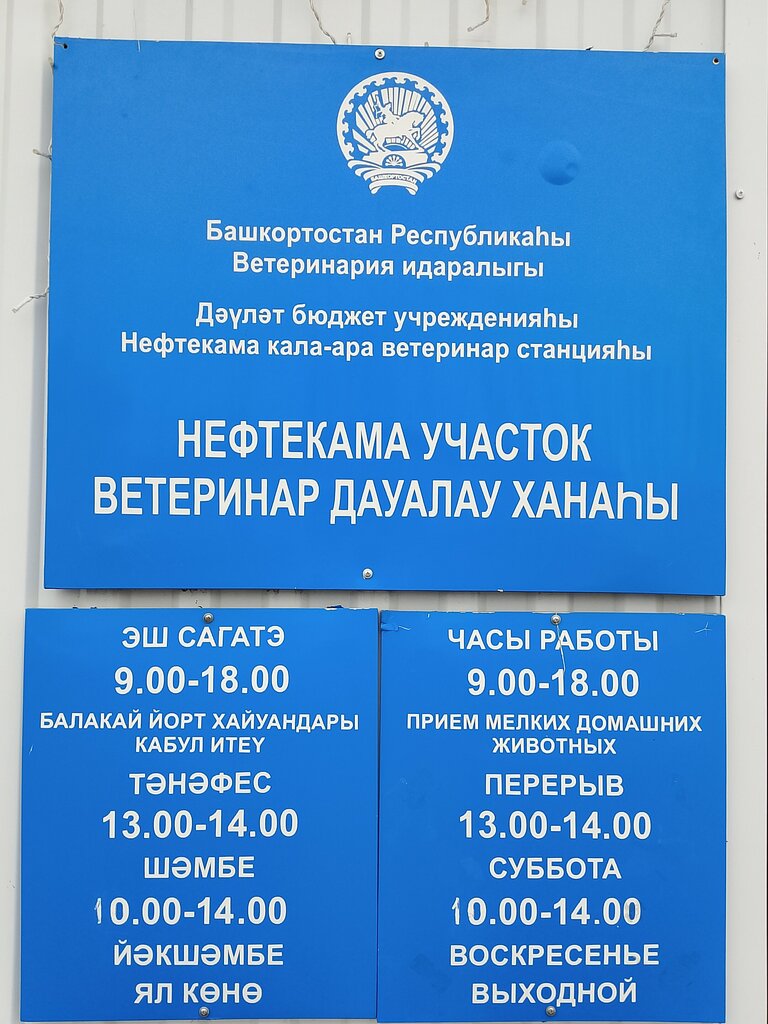 БАШКОРТОСТАН
Башкортостан Республикаһы
Ветеринария идаралыгы
Дәүләт бюджет учрежденияһы
Нефтекама кала-ара ветеринар станцияһы
НЕФТЕКАМА УЧАСТОК
ВЕТЕРИНАР ДАУАЛАУ ХАНАҺЫ
ЭШ САГАТЭ
9.00-18.00
БАЛАКАЙ ЙОРТ ХАЙУАНДАРЫ
КАБУЛ ИТЕҮ
ТӘНӘФЕС
13.00-14.00
ШӘМБЕ
10.00-14.00
ЙӘКШӘМБЕ
ЯЛ КӨНӨ
ЧАСЫ РАБОТЫ
9.00-18.00
ПРИЕМ МЕЛКИХ ДОМАШНИХ
ЖИВОТНЫХ
ПЕРЕРЫВ
13.00-14.00
СУББОТА
10.00-14.00
ВОСКРЕСЕНЬЕ
ВЫХОДНОЙ